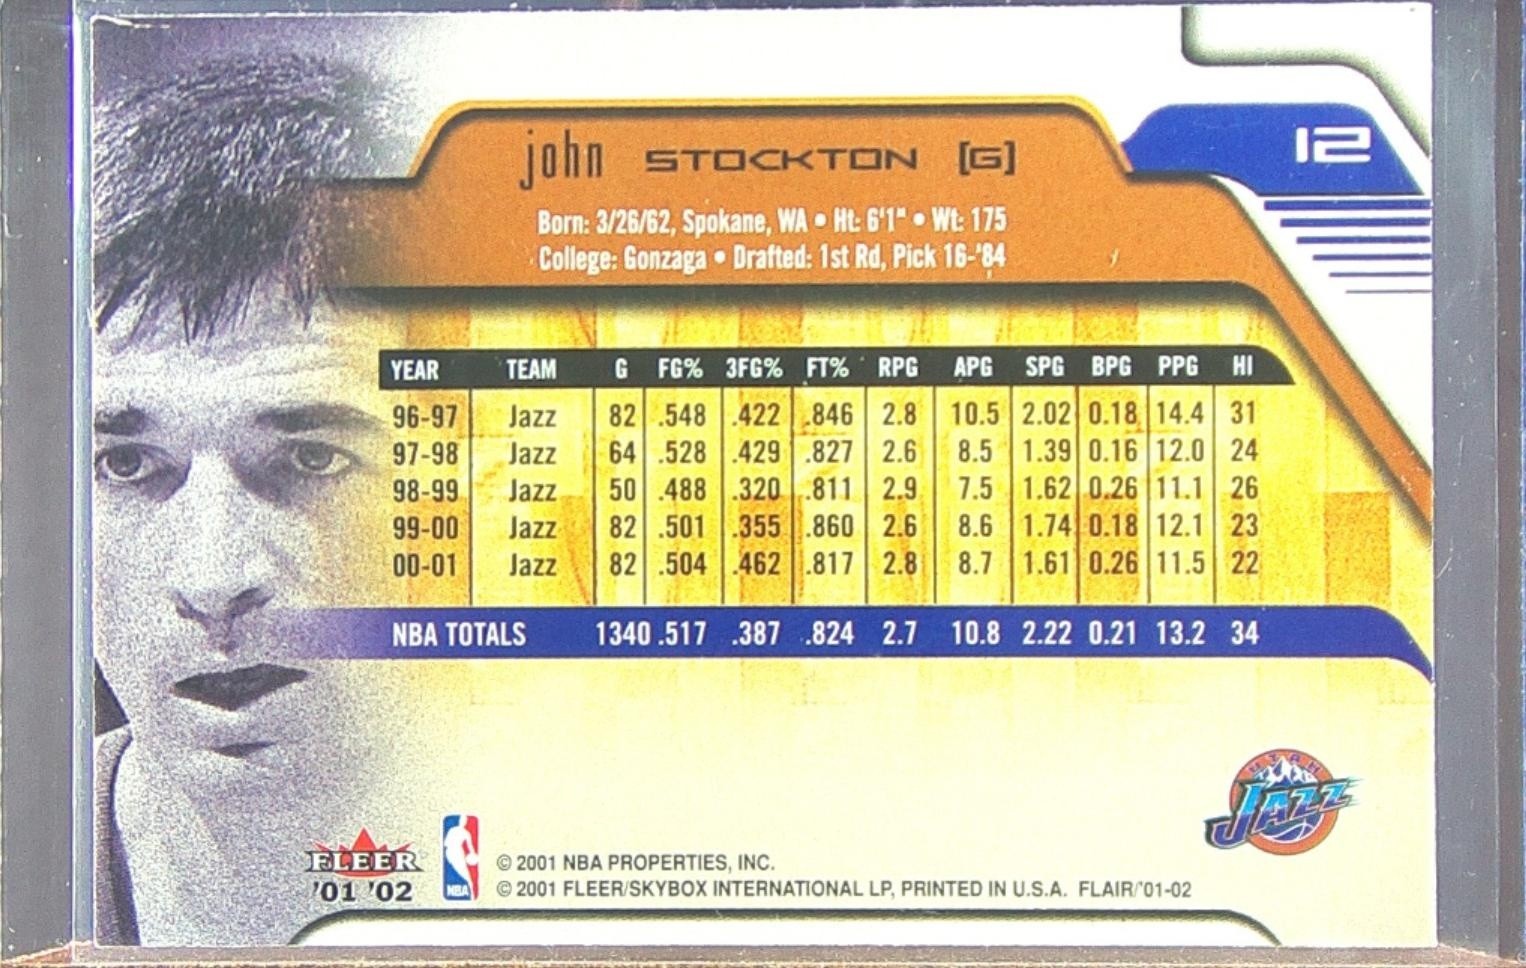 12
john STOCKTON [G]
Born: 3/26/62, Spokane, WA • Ht: 6'1" • Wt: 175
College: Gonzaga • Drafted: 1st Rd, Pick 16-'84
YEAR TEAM G FG% 3FG% FT% RPG APG SPG BPG PPG HI
96-97 Jazz 82 .548 .422 .846 2.8 10.5 2.02 0.18 14.4 31
97-98 Jazz 64 .528 .429 .827 2.6 8.5 1.39 0.16 12.0 24
98-99 Jazz 50 .488 .320 .811 2.9 7.5 1.62 0.26 11.1 26
99-00 Jazz 82 .501 .355 .860 2.6 8.6 1.74 0.18 12.1 23
00-01 Jazz 82 .504 .462 .817 2.8 8.7 1.61 0.26 11.5 22
NBA TOTALS 1340 .517 .387 .824 2.7 10.8 2.22 0.21 13.2 34
UTAH
JAZZ
FLEER
'01 '02
NBA
© 2001 NBA PROPERTIES, INC.
© 2001 FLEER/SKYBOX INTERNATIONAL LP, PRINTED IN U.S.A. FLAIR/'01-02